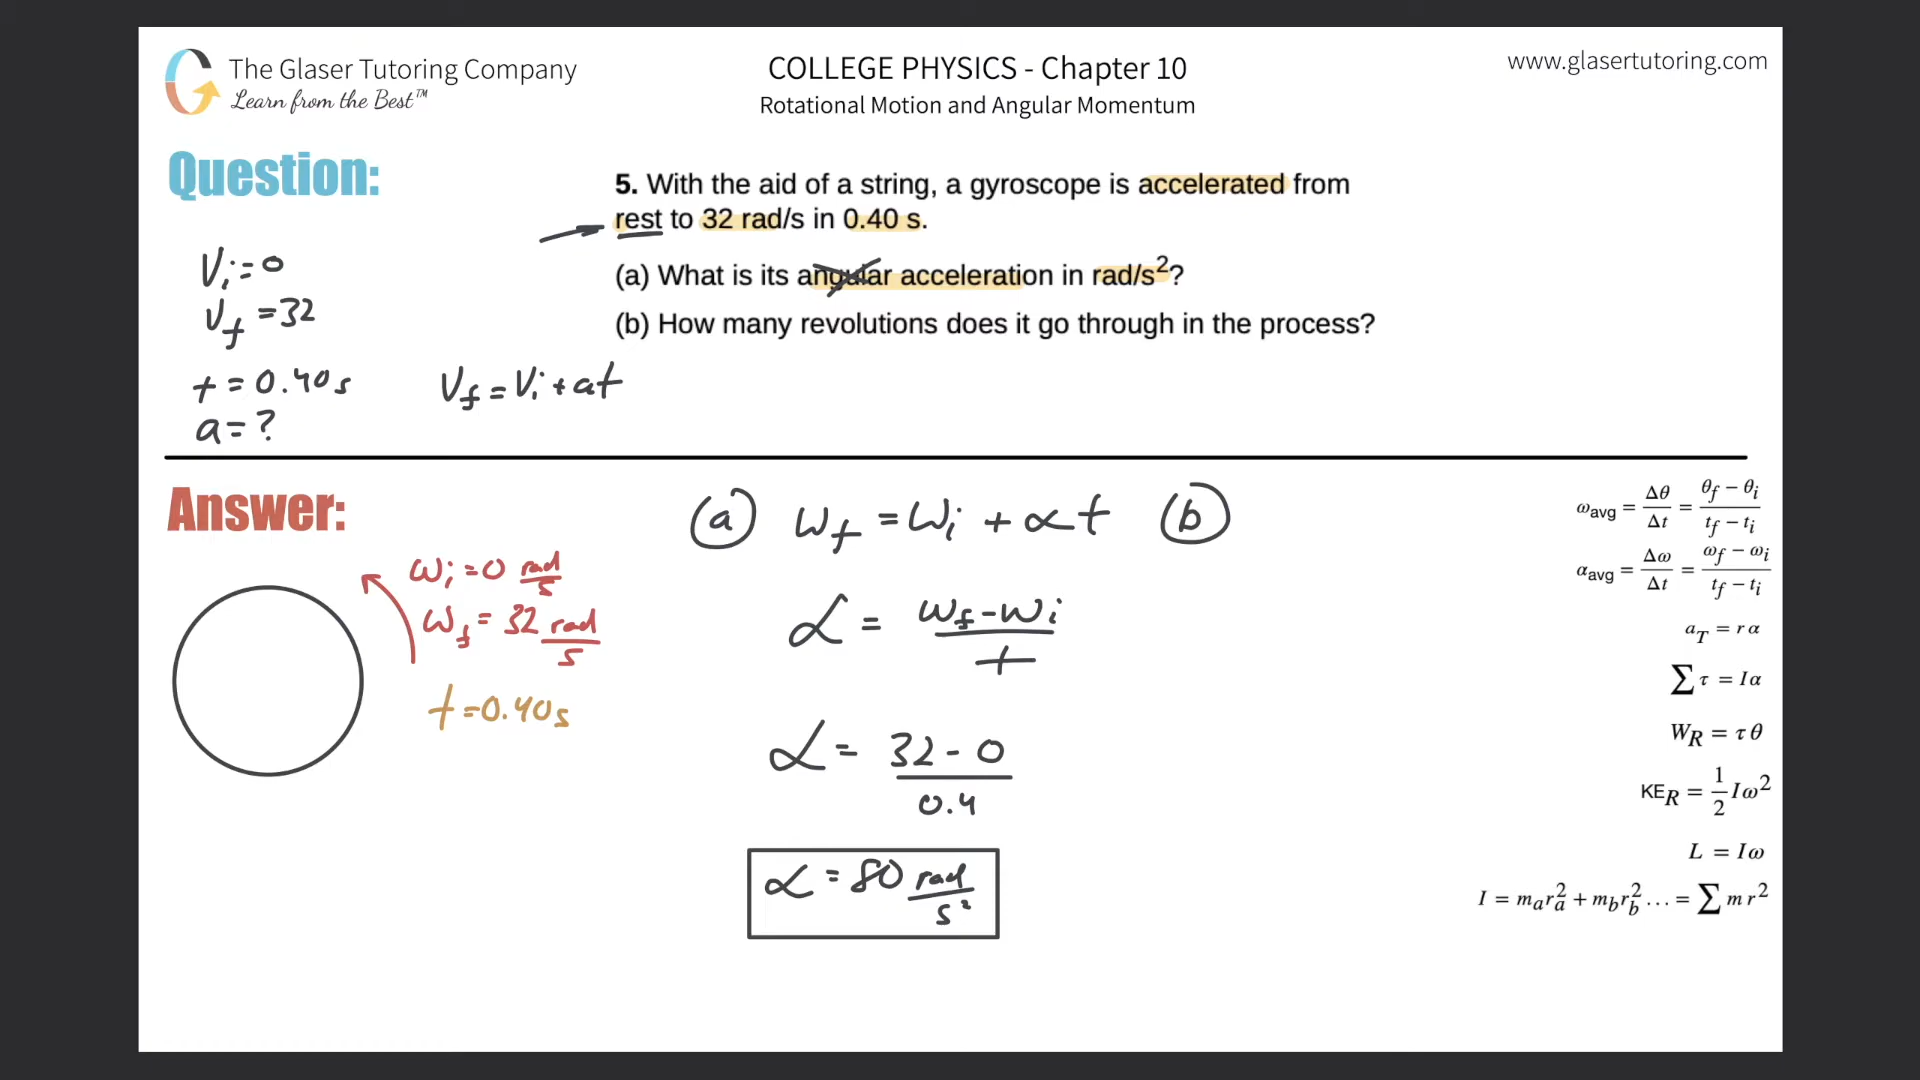 The Glaser Tutoring Company
Learn from the Best™
COLLEGE PHYSICS - Chapter 10
Rotational Motion and Angular Momentum
www.glasertutoring.com
Question:
5. With the aid of a string, a gyroscope is accelerated from
rest to 32 rad/s in 0.40 s.
(a) What is its angular acceleration in rad/s²?
(b) How many revolutions does it go through in the process?
Vi = 0
Vf = 32
t = 0.40s
a = ?
Vf = Vi + at
Answer:
ωi = 0 rad/s
ωf = 32 rad/s
t = 0.40s
(a) ωf = ωi + αt
α = (ωf - ωi)/t
α = (32 - 0)/0.4
α = 80 rad/s²
(b)
ωavg = Δθ/Δt = (θf − θi)/(tf − ti)
αavg = Δω/Δt = (ωf − ωi)/(tf − ti)
aT = rα
∑τ = Iα
WR = τθ
KER = 1/2 Iω²
L = Iω
I = mₐrₐ² + m_b r_b² ... = ∑mr²